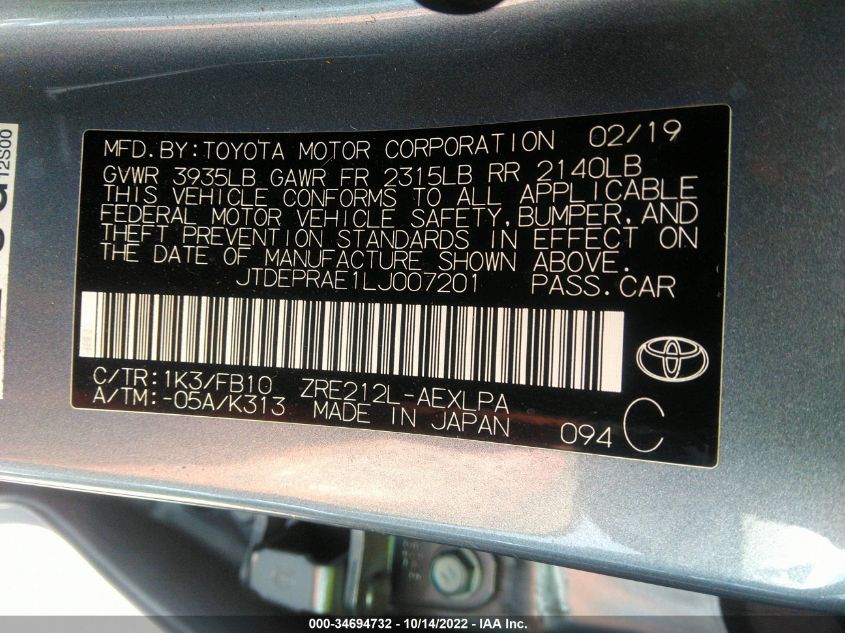 MFD.BY:TOYOTA MOTOR CORPORATION 02/19
GVWR 3935LB GAWR FR 2315LB RR 2140LB
THIS VEHICLE CONFORMS TO ALL APPLICABLE
FEDERAL MOTOR VEHICLE SAFETY,BUMPER,AND
THEFT PREVENTION STANDARDS IN EFFECT ON
THE DATE OF MANUFACTURE SHOWN ABOVE.
JTDEPRAE1LJ007201 PASS.CAR
C/TR:1K3/FB10 ZRE212L-AEXLPA
A/TM:-05A/K313 MADE IN JAPAN
094 C
12S00
000-34694732 - 10/14/2022 - IAA Inc.